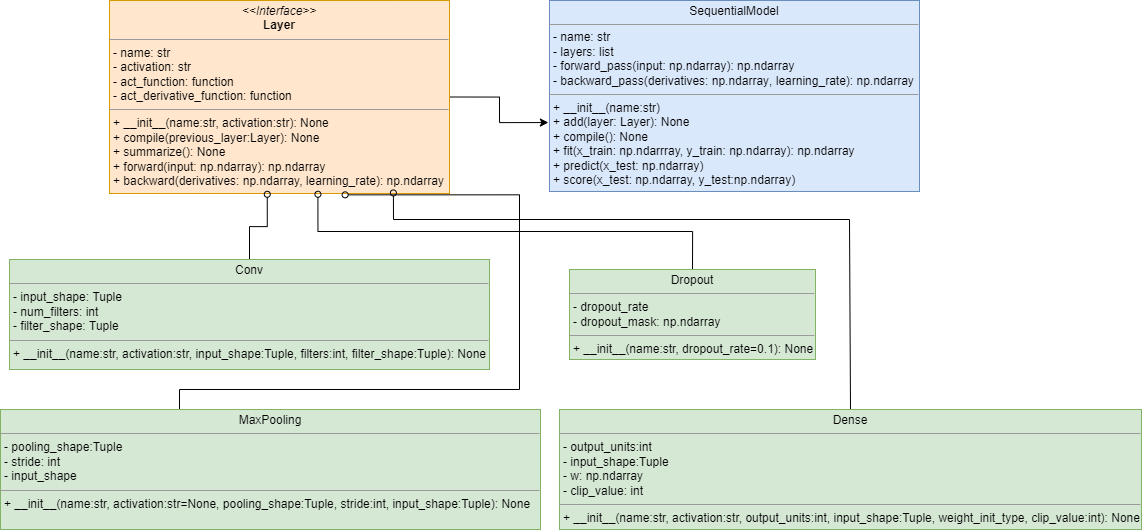 <<Interface>>
Layer
- name: str
- activation: str
- act_function: function
- act_derivative_function: function
+ __init__(name:str, activation:str): None
+ compile(previous_layer:Layer): None
+ summarize(): None
+ forward(input: np.ndarray): np.ndarray
+ backward(derivatives: np.ndarray, learning_rate): np.ndarray
SequentialModel
- name: str
- layers: list
- forward_pass(input: np.ndarray): np.ndarray
- backward_pass(derivatives: np.ndarray, learning_rate): np.ndarray
+ __init__(name:str)
+ add(layer: Layer): None
+ compile(): None
+ fit(x_train: np.ndarrray, y_train: np.ndarrray): np.ndarray
+ predict(x_test: np.ndarray)
+ score(x_test: np.ndarray, y_test:np.ndarray)
Conv
- input_shape: Tuple
- num_filters: int
- filter_shape: Tuple
+ __init__(name:str, activation:str, input_shape:Tuple, filters:int, filter_shape:Tuple): None
Dropout
- dropout_rate
- dropout_mask: np.ndarray
+ __init__(name:str, dropout_rate=0.1): None
MaxPooling
- pooling_shape:Tuple
- stride: int
- input_shape
+ __init__(name:str, activation:str=None, pooling_shape:Tuple, stride:int, input_shape:Tuple): None
Dense
- output_units:int
- input_shape:Tuple
- w: np.ndarray
- clip_value: int
+ __init__(name:str, activation:str, output_units:int, input_shape:Tuple, weight_init_type, clip_value:int): None